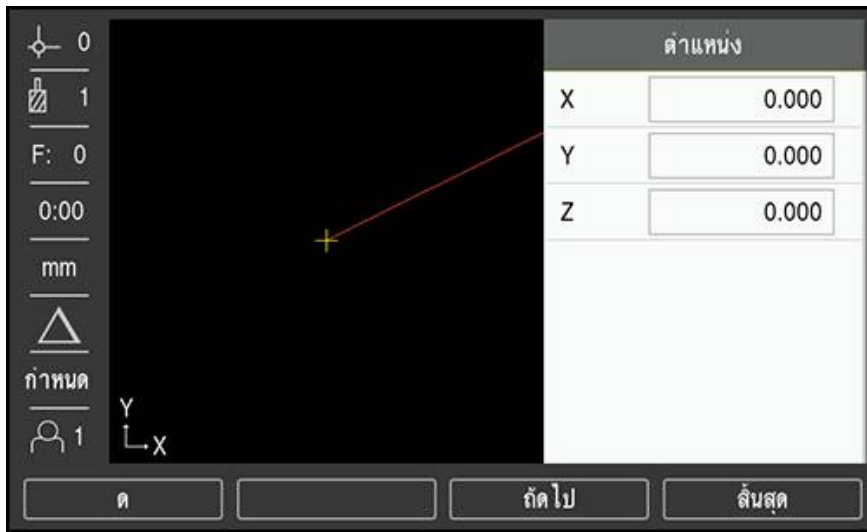 0
1
F: 0
0:00
mm
กำหนด
1
Y
X
ตำแหน่ง
X 0.000
Y 0.000
Z 0.000
ด
ถัดไป
สิ้นสุด